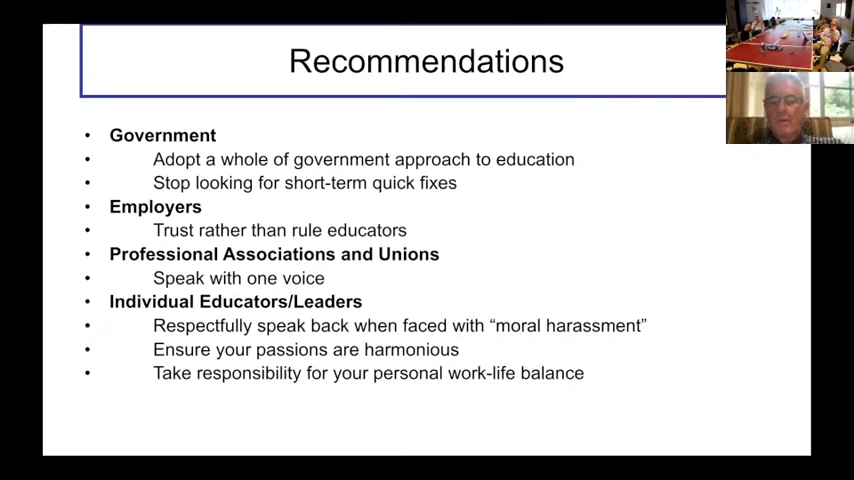 Recommendations
• Government
• Adopt a whole of government approach to education
• Stop looking for short-term quick fixes
• Employers
• Trust rather than rule educators
• Professional Associations and Unions
• Speak with one voice
• Individual Educators/Leaders
• Respectfully speak back when faced with “moral harassment”
• Ensure your passions are harmonious
• Take responsibility for your personal work-life balance